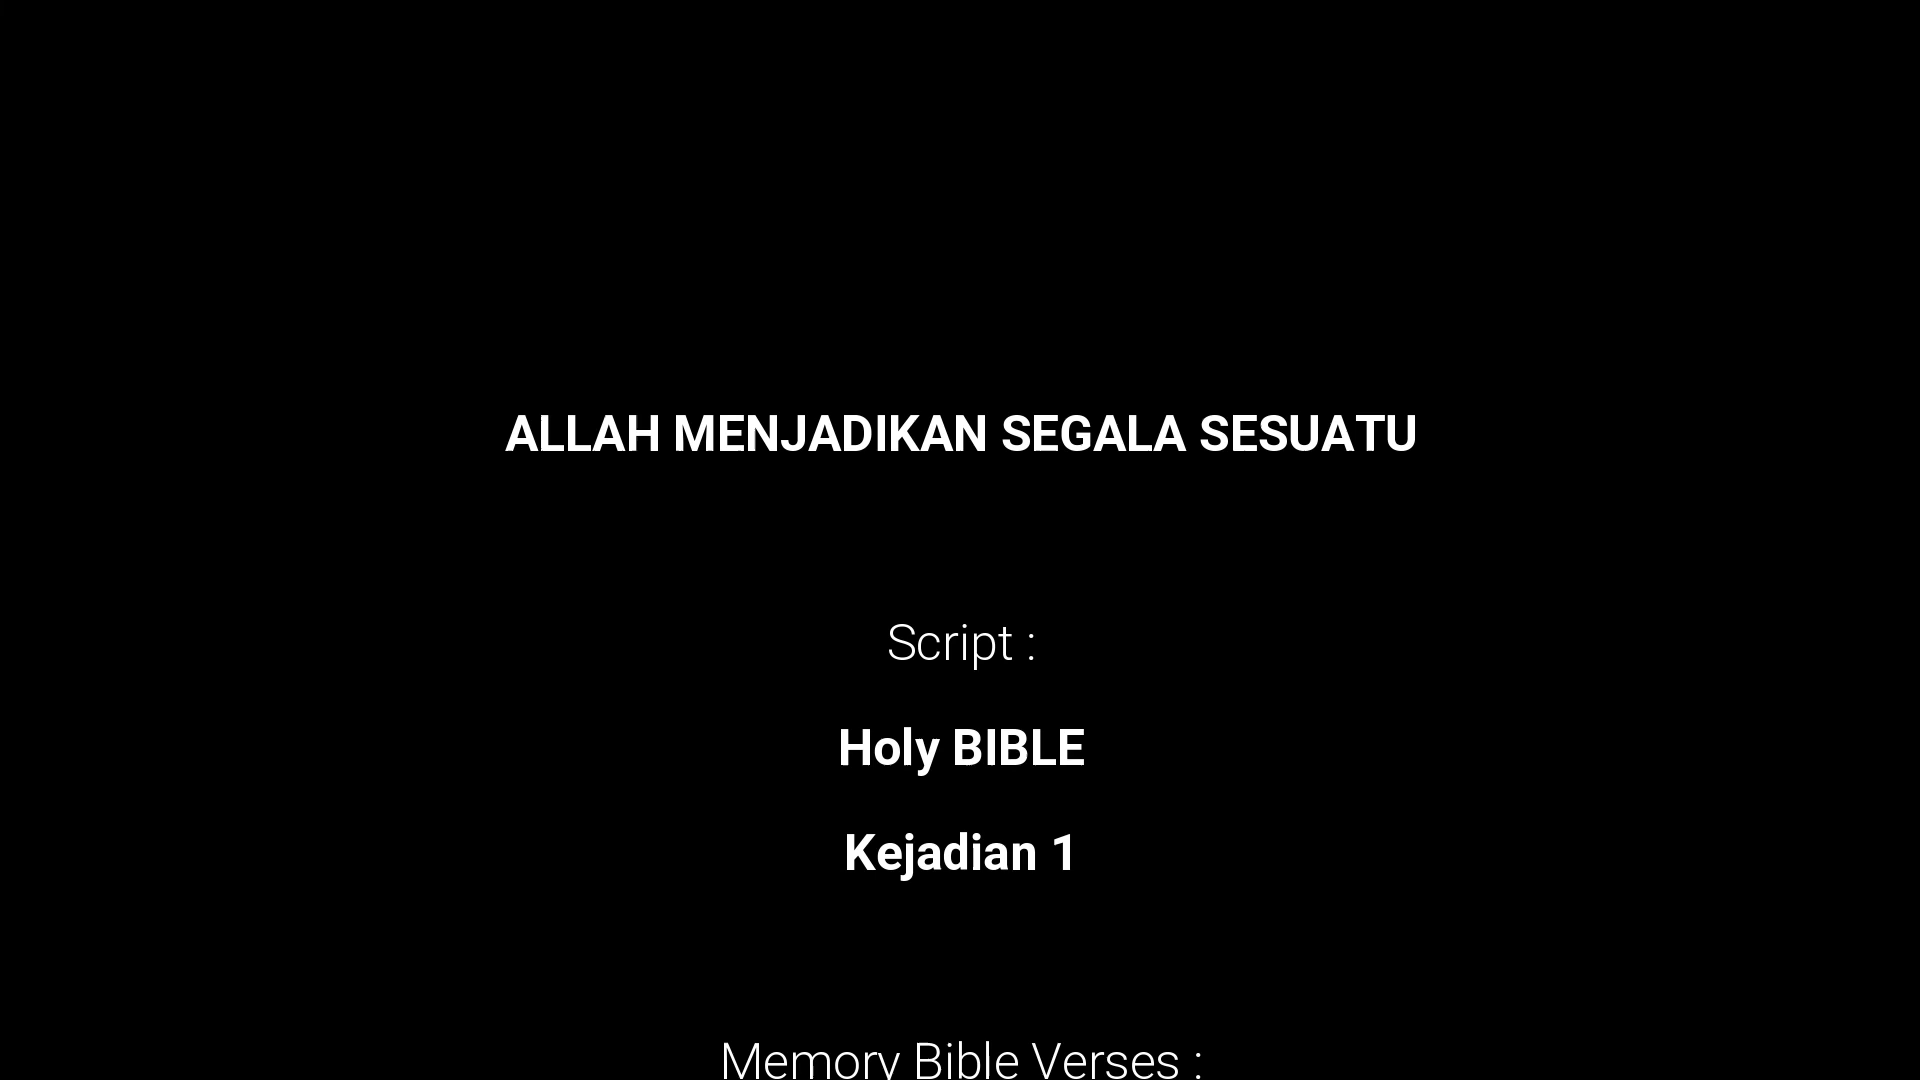 ALLAH MENJADIKAN SEGALA SESUATU
Script :
Holy BIBLE
Kejadian 1
Memory Bible Verses :